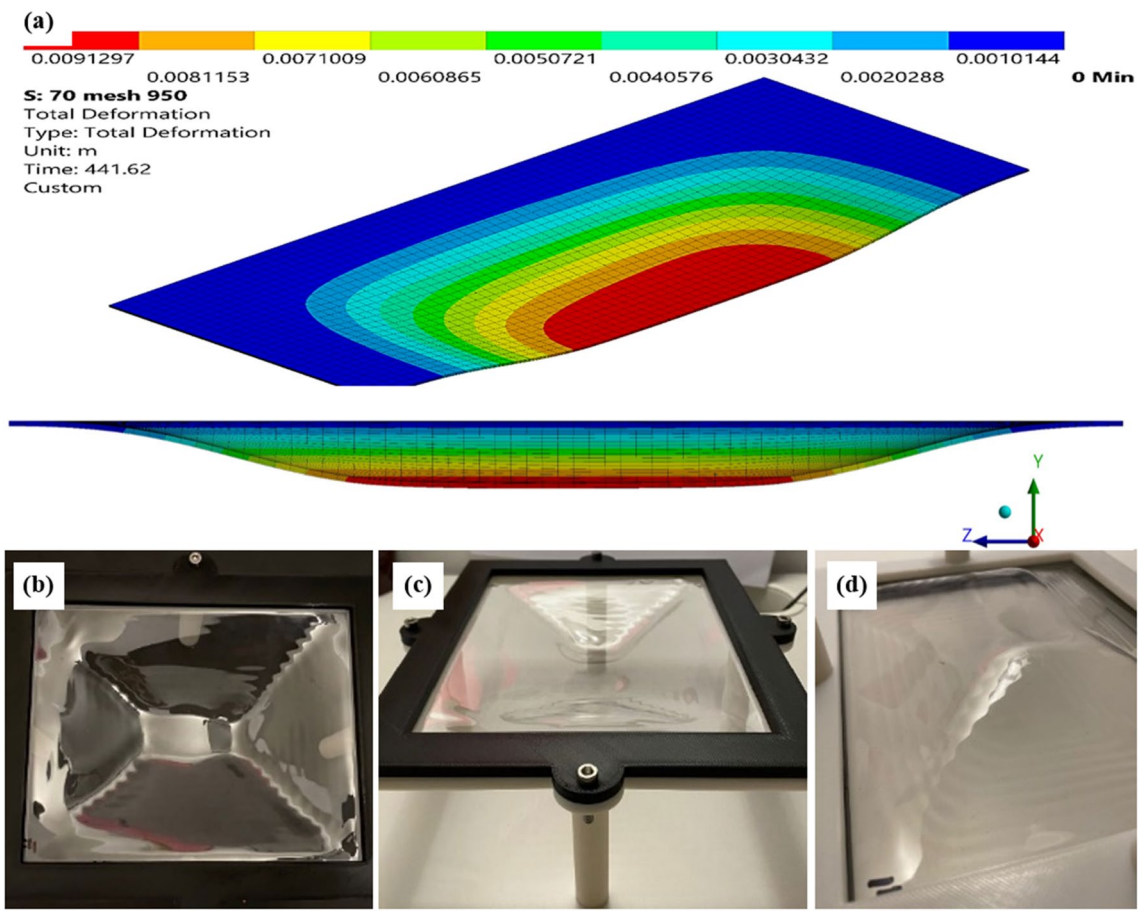 (a)
0.0091297 0.0071009 0.0050721 0.0030432 0.0010144
0.0081153 0.0060865 0.0040576 0.0020288 0 Min
S: 70 mesh 950
Total Deformation
Type: Total Deformation
Unit: m
Time: 441.62
Custom
Y
Z X
(b) (c) (d)